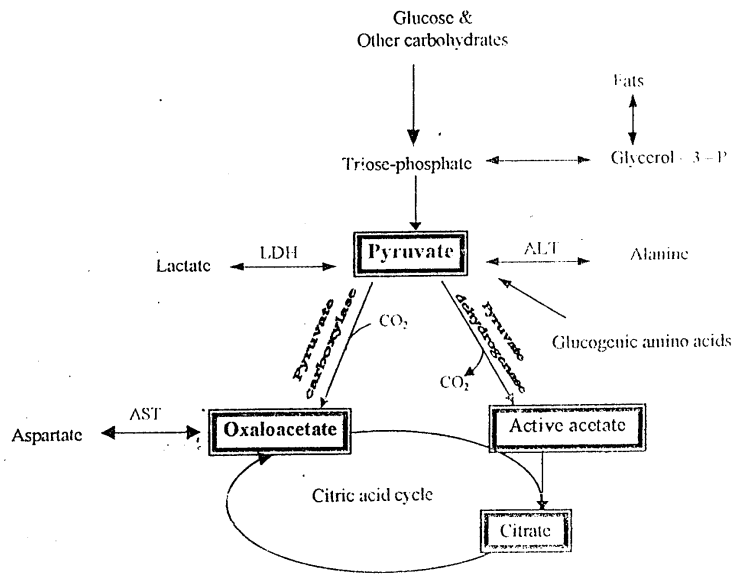 Glucose &
Other carbohydrates
Fats
Triose-phosphate
Glycerol - 3 - P
Pyruvate
LDH
ALT
Lactate
Alanine
Pyruvate
carboxylase
CO₂
Pyruvate
dehydrogenase
CO₂
Glucogenic amino acids
AST
Aspartate
Oxaloacetate
Active acetate
Citric acid cycle
Citrate